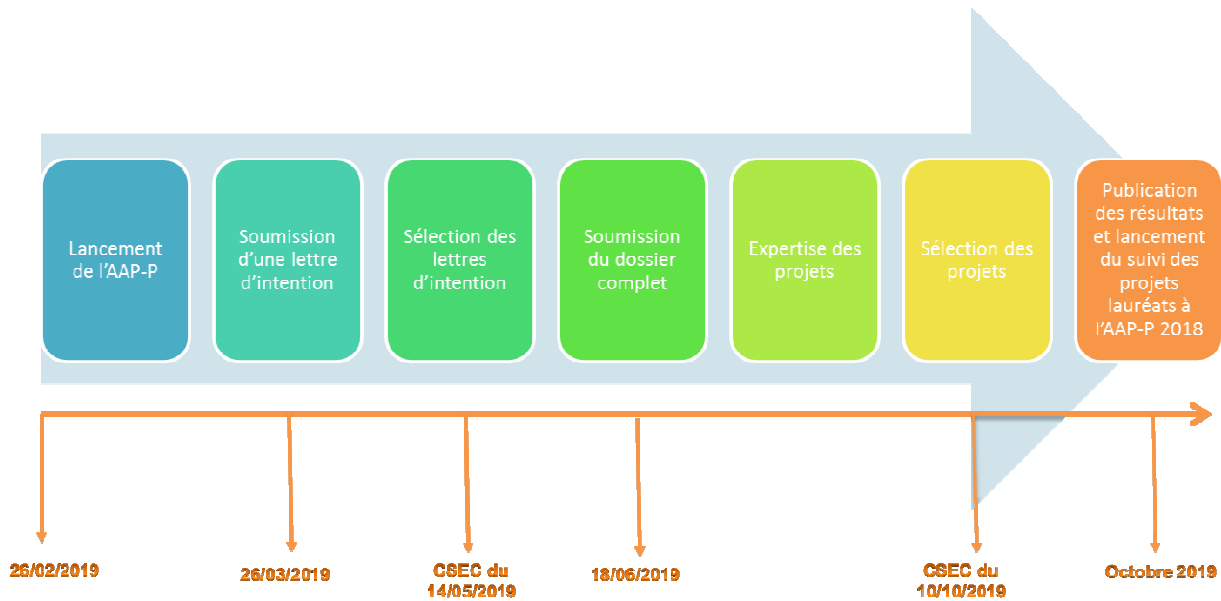 Lancement
de l'AAP-P
Soumission
d'une lettre
d'intention
Sélection des
lettres
d'intention
Soumission
du dossier
complet
Expertise des
projets
Sélection des
projets
Publication
des résultats
et lancement
du suivi des
projets
lauréats à
l'AAP-P 2018
26/02/2019
26/03/2019
CSEC du
14/05/2019
18/06/2019
CSEC du
10/10/2019
Octobre 2019